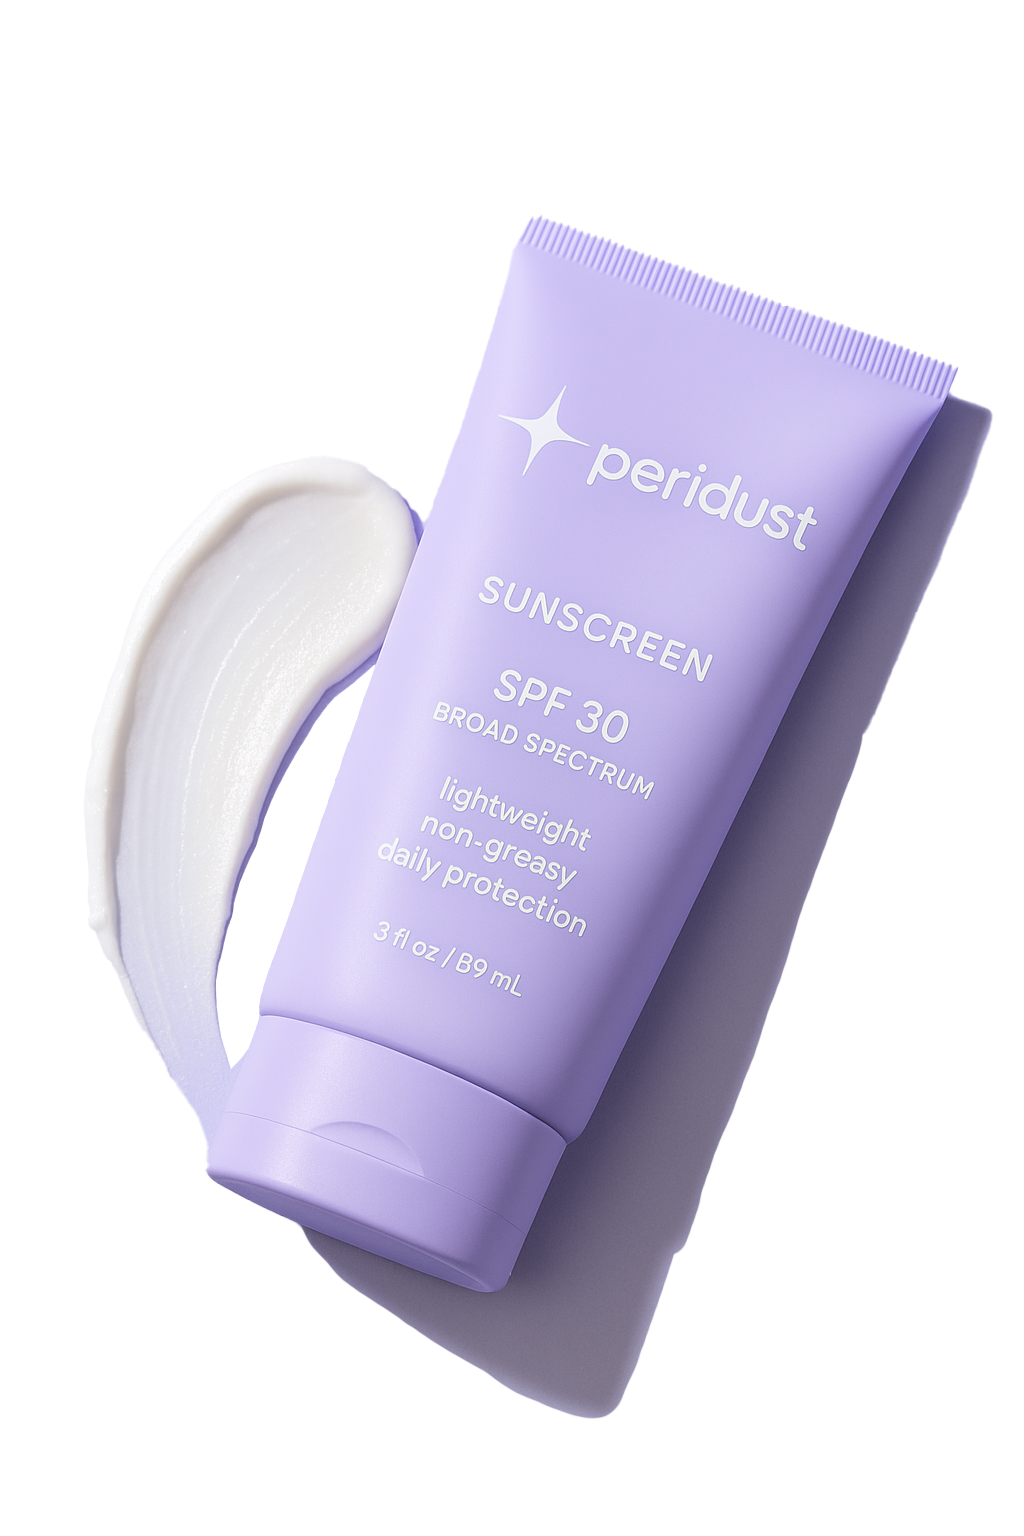 peridust
SUNSCREEN
SPF 30
BROAD SPECTRUM
lightweight
non-greasy
daily protection
3 fl oz / B9 mL